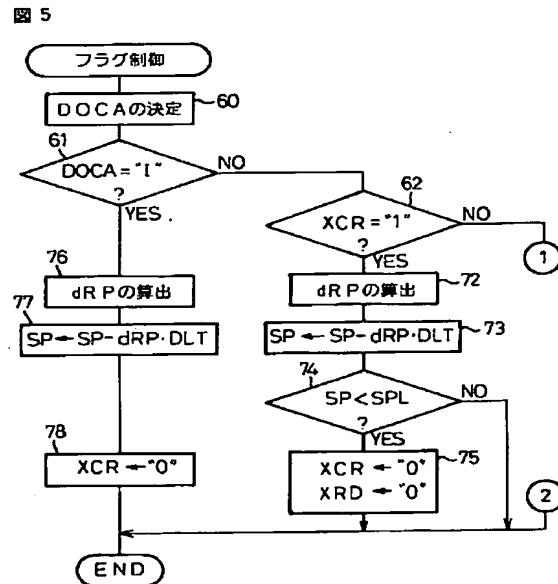 図 5
フラグ制御
DOCAの決定
60
61
DOCA="I"
?
NO
YES.
62
XCR="1"
?
NO
YES
1
76
dRPの算出
72
dRPの算出
77
SP←SP-dRP·DLT
73
SP ← SP-dRP·DLT
74
SP<SPL
?
NO
YES
78
XCR ←"0"
75
XCR ←"0"
XRD ←"0"
2
END